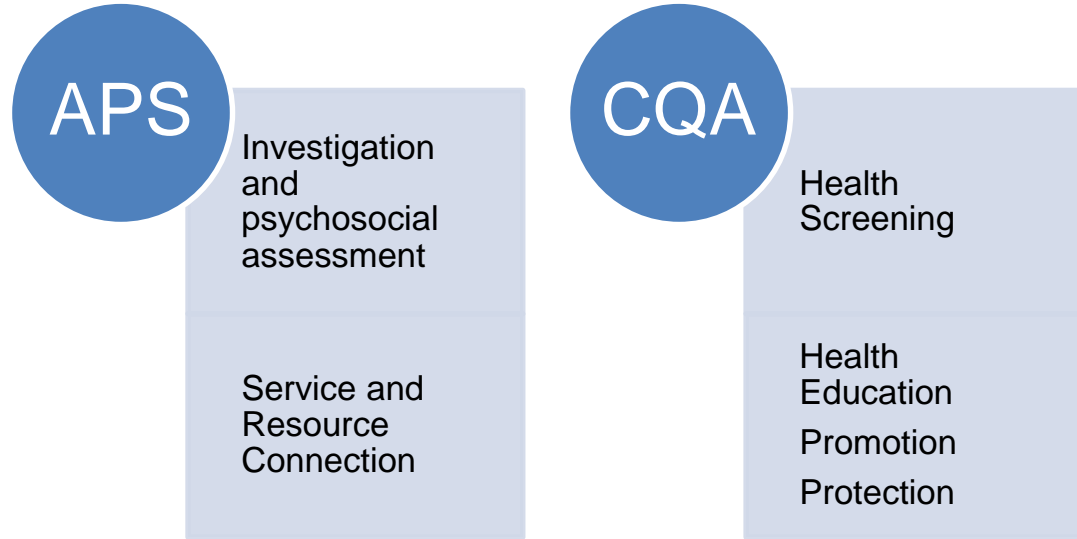 APS
Investigation
and
psychosocial
assessment
Service and
Resource
Connection
CQA
Health
Screening
Health
Education
Promotion
Protection